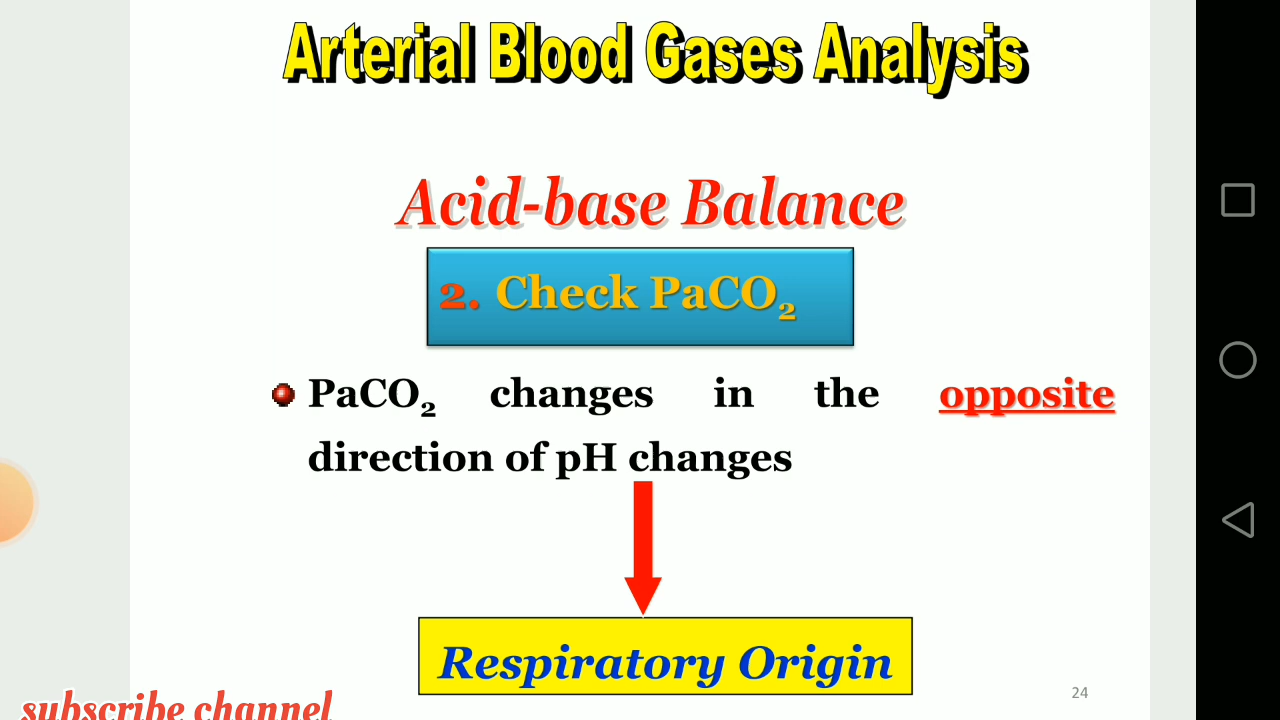 Arterial Blood Gases Analysis
Acid-base Balance
2. Check PaCO₂
PaCO₂ changes in the opposite
direction of pH changes
Respiratory Origin
24
subscribe channel